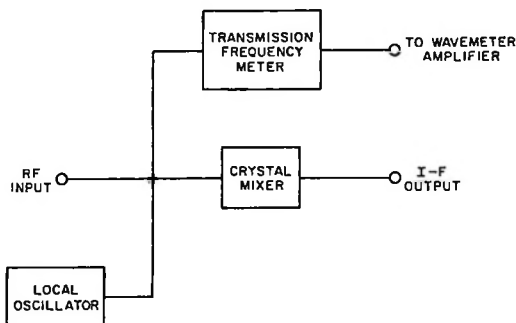 TRANSMISSION
FREQUENCY
METER
TO WAVEMETER
AMPLIFIER
RF
INPUT
CRYSTAL
MIXER
I-F
OUTPUT
LOCAL
OSCILLATOR